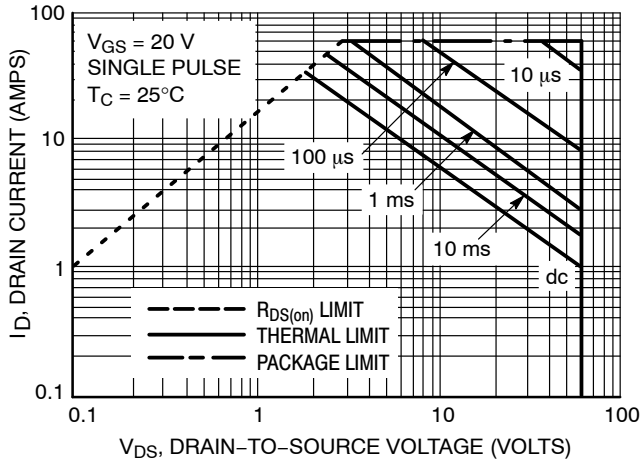 100
V_GS = 20 V
SINGLE PULSE
T_C = 25°C
10 µs
10
100 µs
1 ms
10 ms
1
dc
R_DS(on) LIMIT
THERMAL LIMIT
PACKAGE LIMIT
0.1
0.1
1
10
100
I_D, DRAIN CURRENT (AMPS)
V_DS, DRAIN−TO−SOURCE VOLTAGE (VOLTS)